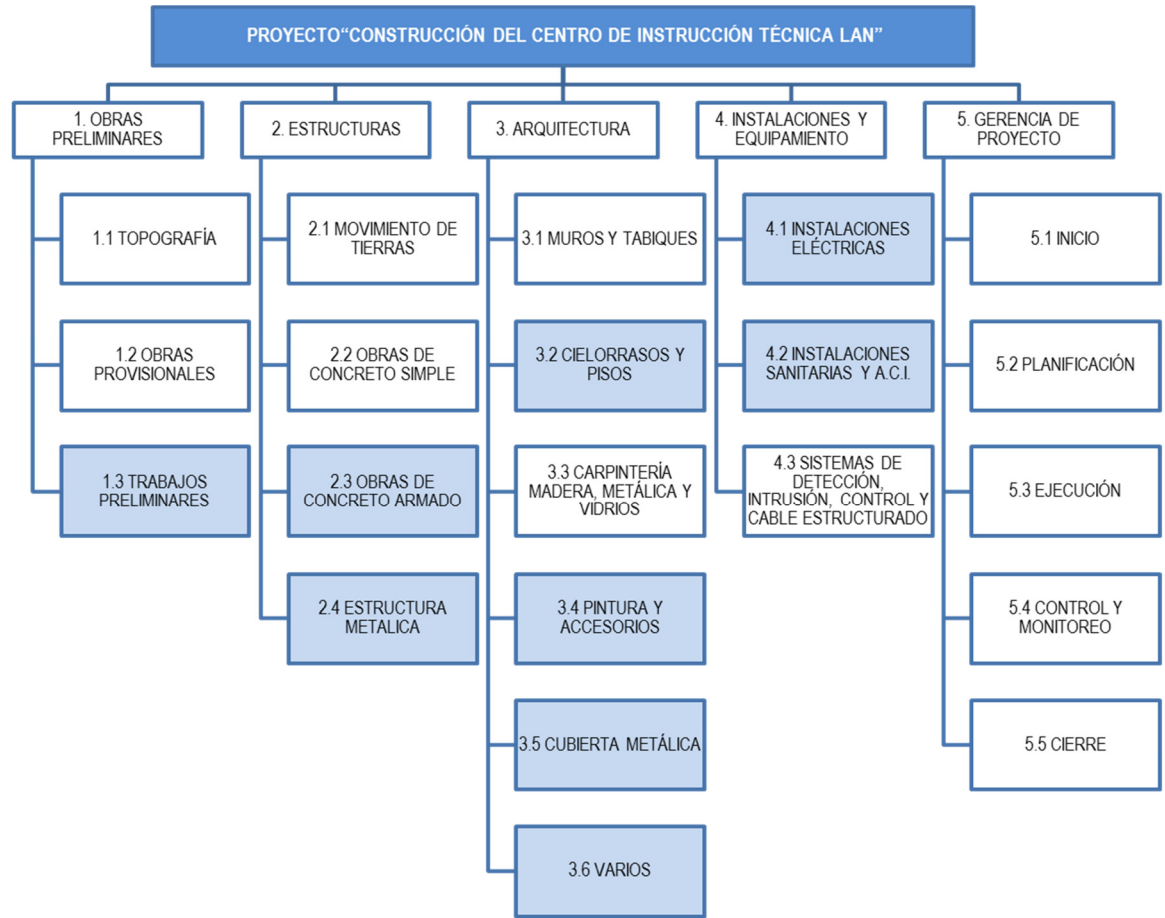 PROYECTO“CONSTRUCCIÓN DEL CENTRO DE INSTRUCCIÓN TÉCNICA LAN”
1. OBRAS
PRELIMINARES
1.1 TOPOGRAFÍA
1.2 OBRAS
PROVISIONALES
1.3 TRABAJOS
PRELIMINARES
2. ESTRUCTURAS
2.1 MOVIMIENTO DE
TIERRAS
2.2 OBRAS DE
CONCRETO SIMPLE
2.3 OBRAS DE
CONCRETO ARMADO
2.4 ESTRUCTURA
METALICA
3. ARQUITECTURA
3.1 MUROS Y TABIQUES
3.2 CIELORRASOS Y
PISOS
3.3 CARPINTERÍA
MADERA, METÁLICA Y
VIDRIOS
3.4 PINTURA Y
ACCESORIOS
3.5 CUBIERTA METÁLICA
3.6 VARIOS
4. INSTALACIONES Y
EQUIPAMIENTO
4.1 INSTALACIONES
ELÉCTRICAS
4.2 INSTALACIONES
SANITARIAS Y A.C.I.
4.3 SISTEMAS DE
DETECCIÓN,
INTRUSIÓN, CONTROL Y
CABLE ESTRUCTURADO
5. GERENCIA DE
PROYECTO
5.1 INICIO
5.2 PLANIFICACIÓN
5.3 EJECUCIÓN
5.4 CONTROL Y
MONITOREO
5.5 CIERRE